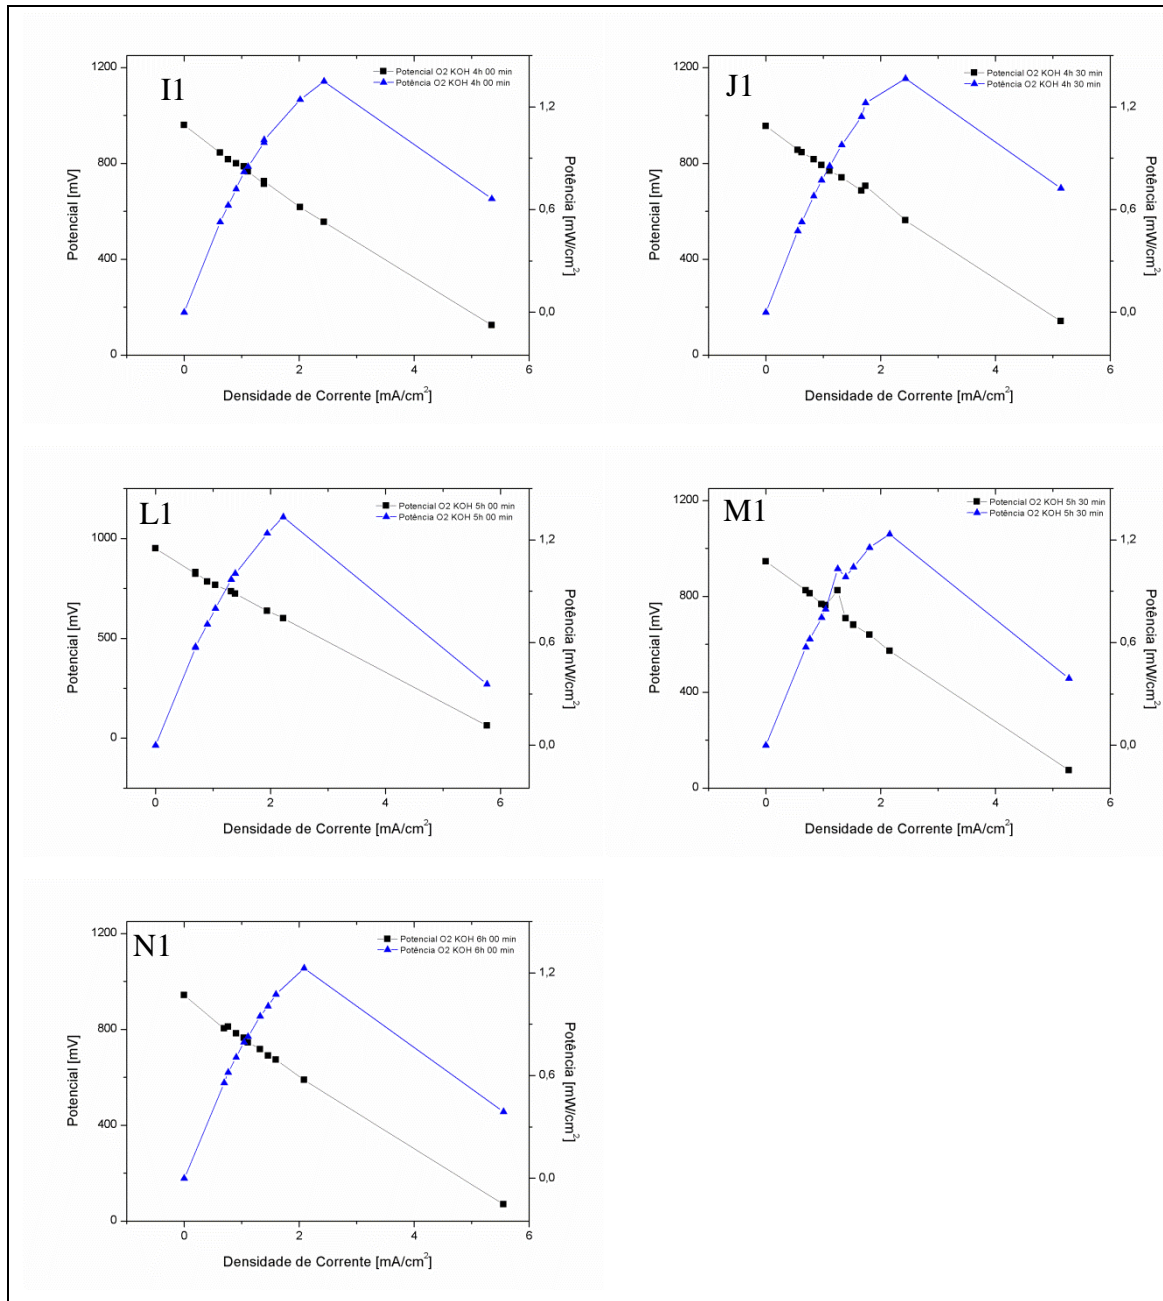 I1
Potencial O2 KOH 4h 00 min
Potência O2 KOH 4h 00 min
1200
800
400
0
1,2
0,6
0,0
Potencial [mV]
Potência [mW/cm²]
0 2 4 6
Densidade de Corrente [mA/cm²]
J1
Potencial O2 KOH 4h 30 min
Potência O2 KOH 4h 30 min
1200
800
400
0
1,2
0,6
0,0
Potencial [mV]
Potência [mW/cm²]
0 2 4 6
Densidade de Corrente [mA/cm²]
L1
Potencial O2 KOH 5h 00 min
Potência O2 KOH 5h 00 min
1000
500
0
1,2
0,6
0,0
Potencial [mV]
Potência [mW/cm²]
0 2 4 6
Densidade de Corrente [mA/cm²]
M1
Potencial O2 KOH 5h 30 min
Potência O2 KOH 5h 30 min
1200
800
400
0
1,2
0,6
0,0
Potencial [mV]
Potência [mW/cm²]
0 2 4 6
Densidade de Corrente [mA/cm²]
N1
Potencial O2 KOH 6h 00 min
Potência O2 KOH 6h 00 min
1200
800
400
0
1,2
0,6
0,0
Potencial [mV]
Potência [mW/cm²]
0 2 4 6
Densidade de Corrente [mA/cm²]